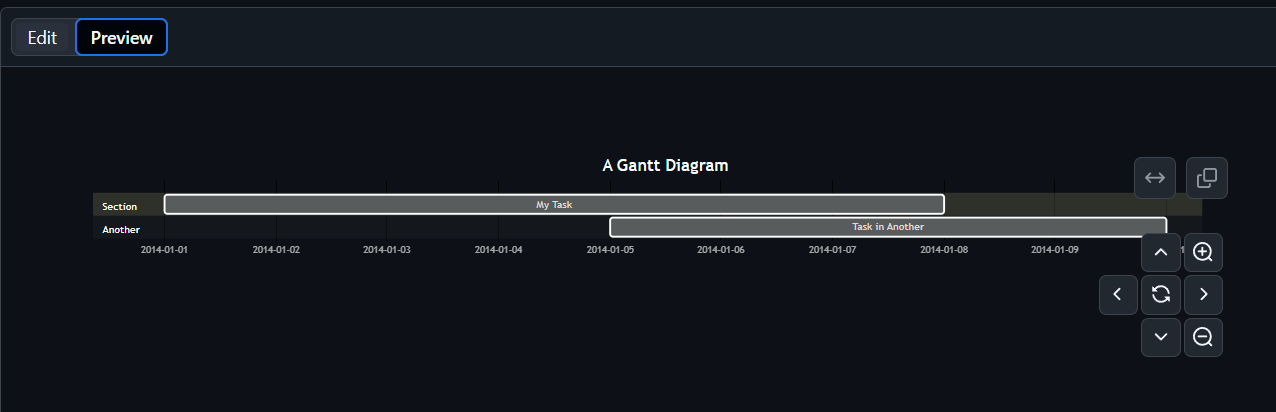 Edit Preview
A Gantt Diagram
Section My Task
Another Task in Another
2014-01-01 2014-01-02 2014-01-03 2014-01-04 2014-01-05 2014-01-06 2014-01-07 2014-01-08 2014-01-09